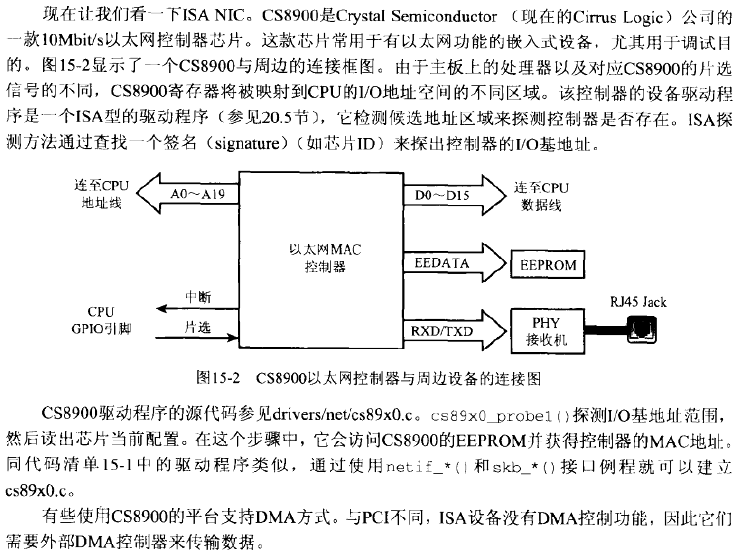 现在让我们看一下ISA NIC。CS8900是Crystal Semiconductor （现在的Cirrus Logic）公司的
一款10Mbit/s以太网控制器芯片。这款芯片常用于有以太网功能的嵌入式设备，尤其用于调试目
的。图15-2显示了一个CS8900与周边的连接框图。由于主板上的处理器以及对应CS8900的片选
信号的不同，CS8900寄存器将被映射到CPU的I/O地址空间的不同区域。该控制器的设备驱动程
序是一个ISA型的驱动程序（参见20.5节），它检测候选地址区域来探测控制器是否存在。ISA探
测方法通过查找一个签名（signature）（如芯片ID）来探出控制器的I/O基地址。
连至CPU
地址线
A0～A19
以太网MAC
控制器
D0～D15
连至CPU
数据线
EEDATA
EEPROM
CPU
GPIO引脚
中断
片选
RXD/TXD
PHY
接收机
RJ45 Jack
图15-2 CS8900以太网控制器与周边设备的连接图
CS8900驱动程序的源代码参见drivers/net/cs89x0.c。cs89x0_probe1()探测I/O基地址范围，
然后读出芯片当前配置。在这个步骤中，它会访问CS8900的EEPROM并获得控制器的MAC地址。
同代码清单15-1中的驱动程序类似，通过使用netif_*()和skb_*()接口例程就可以建立
cs89x0.c。
有些使用CS8900的平台支持DMA方式。与PCI不同，ISA设备没有DMA控制功能，因此它们
需要外部DMA控制器来传输数据。